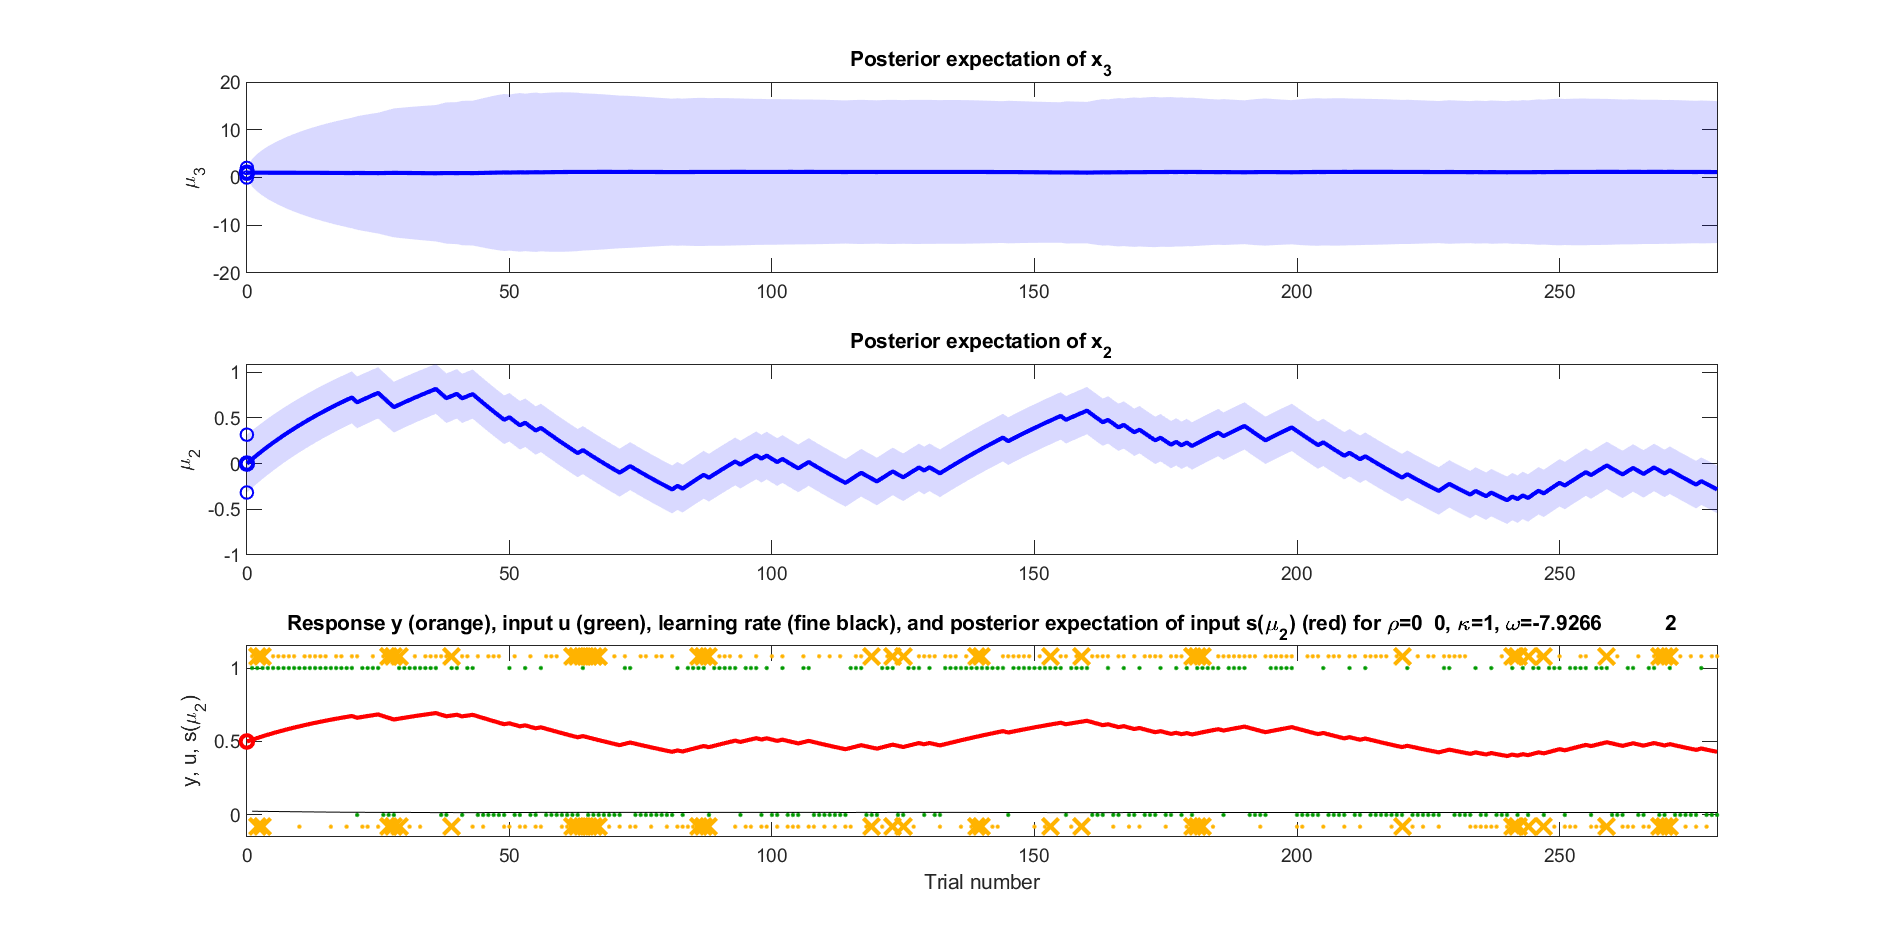 Posterior expectation of x3
20
10
0
-10
-20
μ3
0 50 100 150 200 250
Posterior expectation of x2
1
0.5
0
-0.5
-1
μ2
0 50 100 150 200 250
Response y (orange), input u (green), learning rate (fine black), and posterior expectation of input s(μ2) (red) for ρ=0 0, κ=1, ω=-7.9266 2
1
0.5
0
y, u, s(μ2)
0 50 100 150 200 250
Trial number